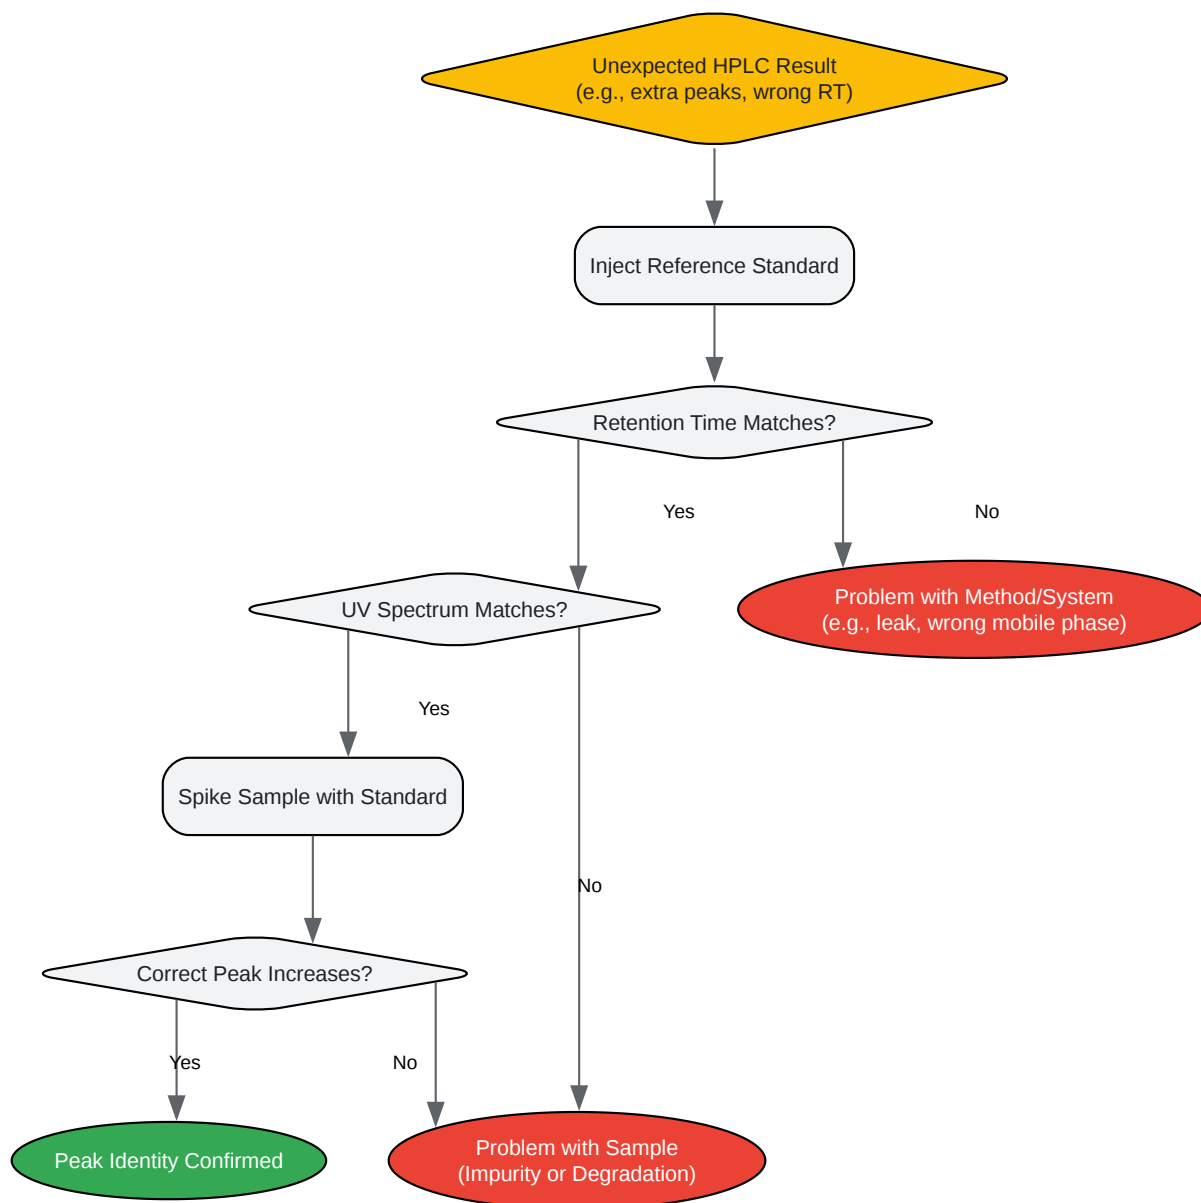 Unexpected HPLC Result
(e.g., extra peaks, wrong RT)
Inject Reference Standard
Retention Time Matches?
Yes
No
UV Spectrum Matches?
Problem with Method/System
(e.g., leak, wrong mobile phase)
Yes
Spike Sample with Standard
No
Correct Peak Increases?
Yes
No
Peak Identity Confirmed
Problem with Sample
(Impurity or Degradation)